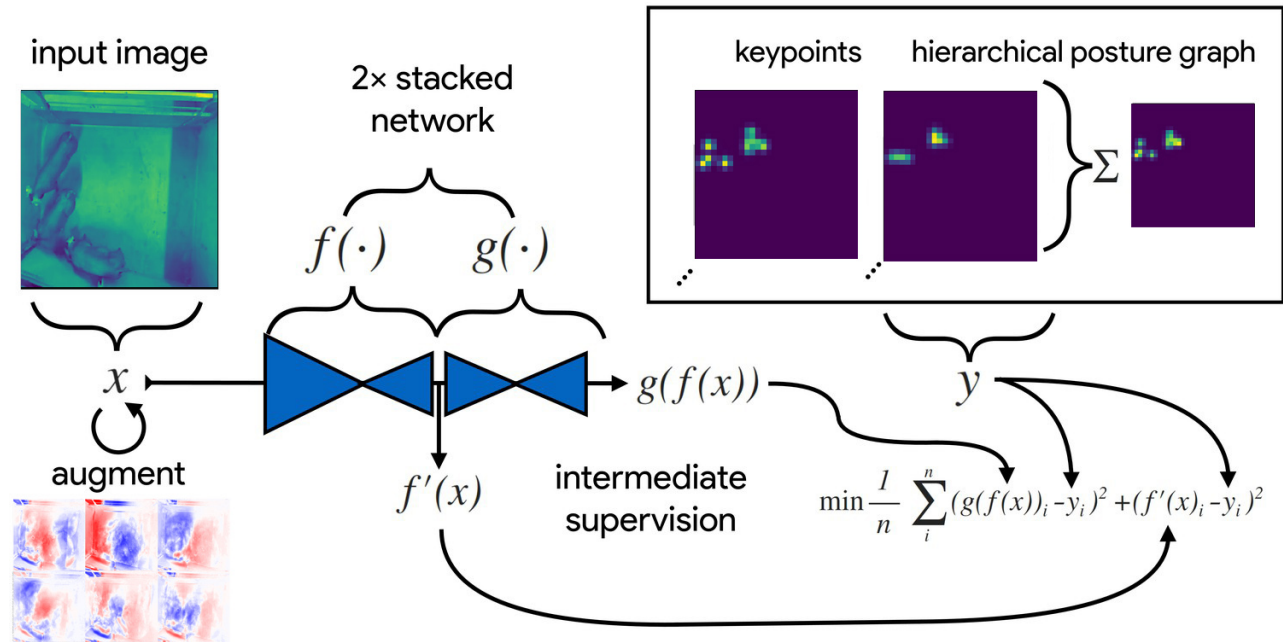 input image
2× stacked
network
keypoints
hierarchical posture graph
Σ
f(·)
g(·)
x
g(f(x))
y
augment
f′(x)
intermediate
supervision
min 1/n ∑_i^n (g(f(x))_i -y_i)² +(f′(x)_i -y_i)²